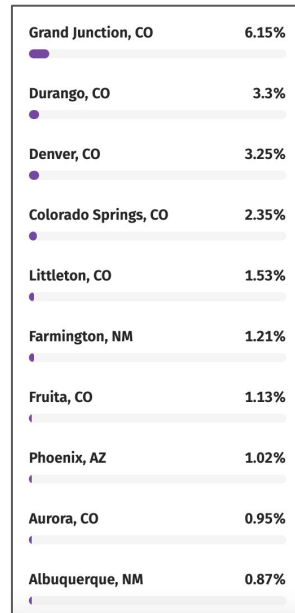 Grand Junction, CO 6.15%
Durango, CO 3.3%
Denver, CO 3.25%
Colorado Springs, CO 2.35%
Littleton, CO 1.53%
Farmington, NM 1.21%
Fruita, CO 1.13%
Phoenix, AZ 1.02%
Aurora, CO 0.95%
Albuquerque, NM 0.87%